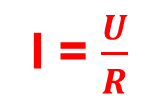 I = U/R